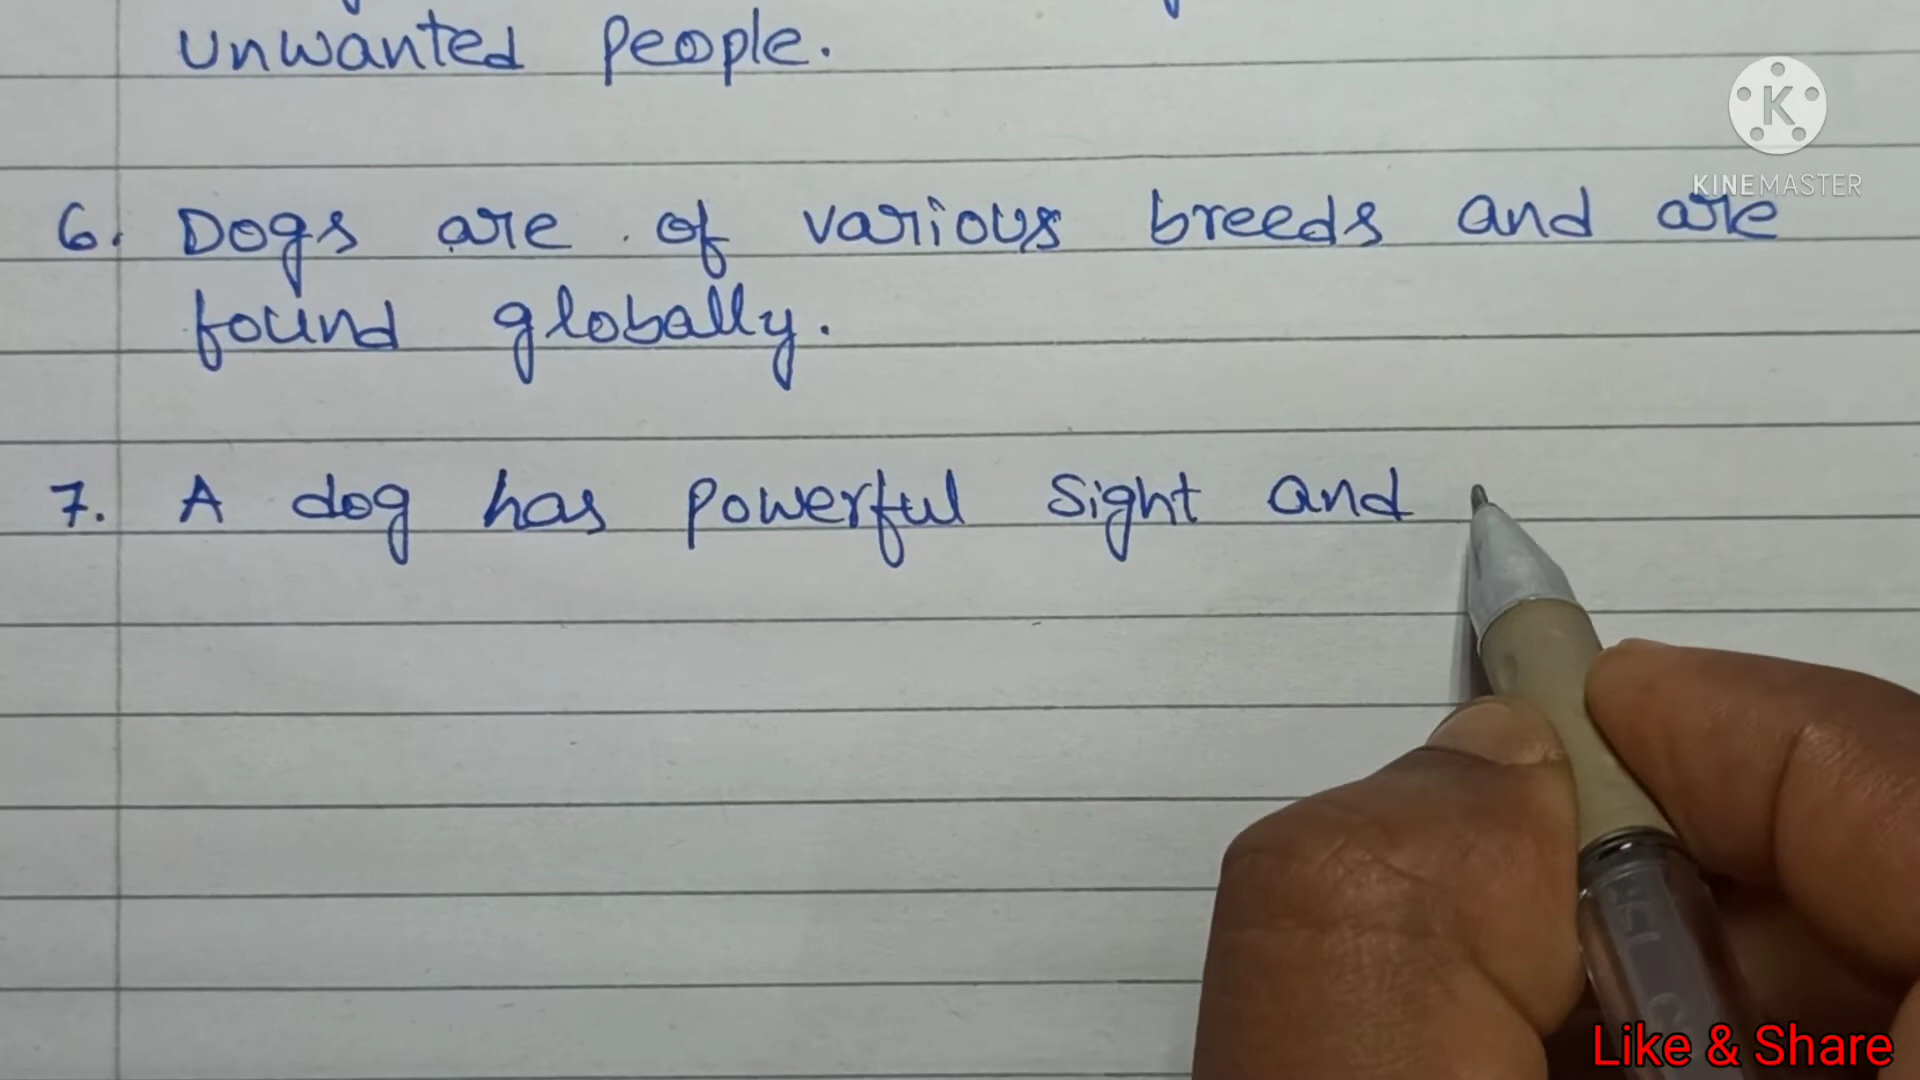 unwanted people.
KINEMASTER
6. Dogs are of various breeds and are
found globally.
7. A dog has powerful sight and
Like & Share